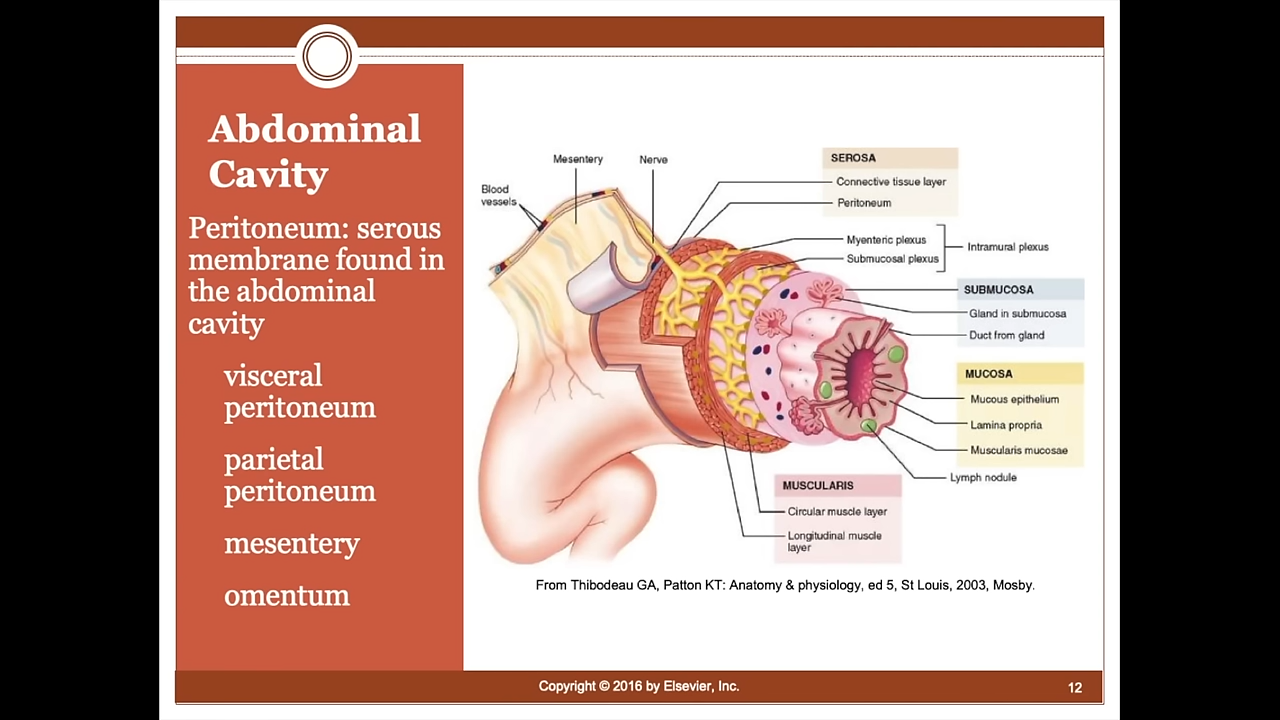 Abdominal
Cavity
Peritoneum: serous
membrane found in
the abdominal
cavity
visceral
peritoneum
parietal
peritoneum
mesentery
omentum
Mesentery
Nerve
Blood
vessels
SEROSA
Connective tissue layer
Peritoneum
Myenteric plexus
Submucosal plexus
Intramural plexus
SUBMUCOSA
Gland in submucosa
Duct from gland
MUCOSA
Mucous epithelium
Lamina propria
Muscularis mucosae
Lymph nodule
MUSCULARIS
Circular muscle layer
Longitudinal muscle
layer
From Thibodeau GA, Patton KT: Anatomy & physiology, ed 5, St Louis, 2003, Mosby.
Copyright © 2016 by Elsevier, Inc.
12